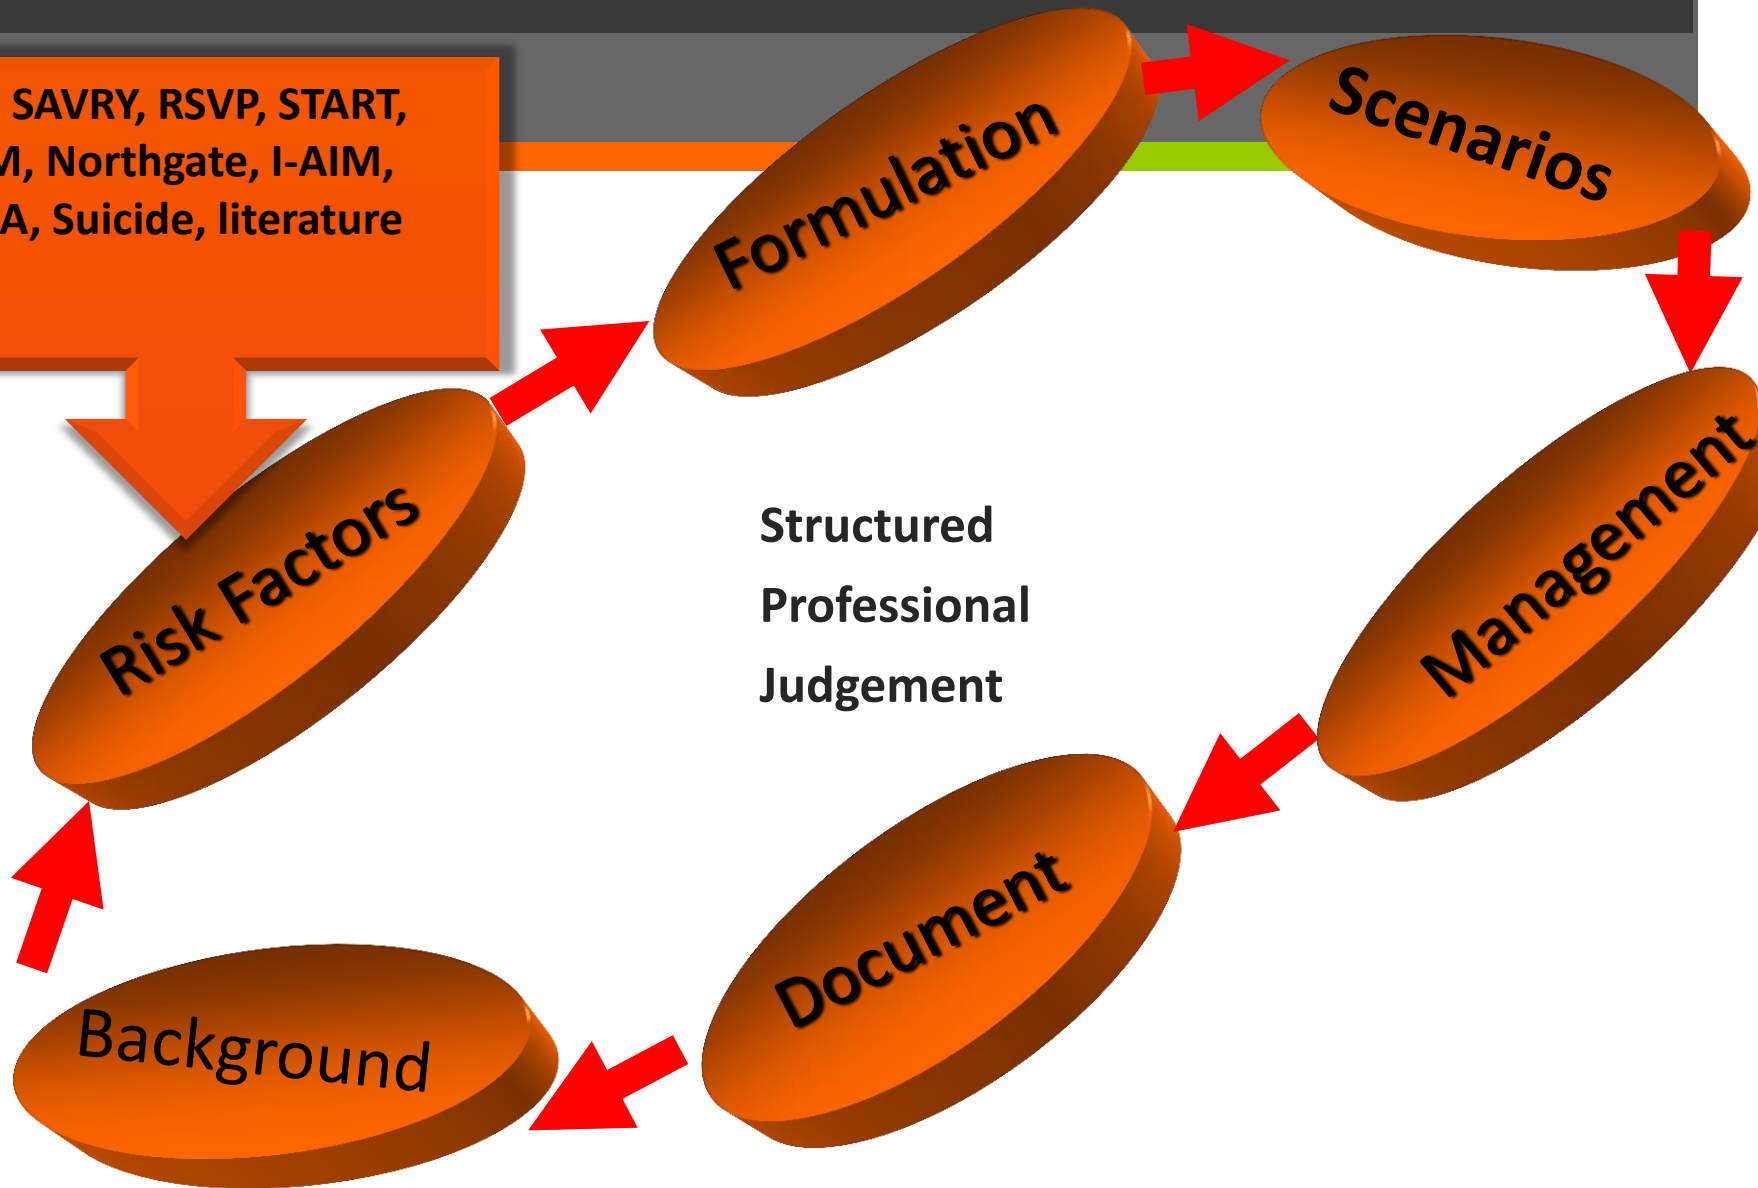 SAVRY, RSVP, START,
M, Northgate, I-AIM,
A, Suicide, literature
Formulation
Scenarios
Risk Factors
Management
Structured
Professional
Judgement
Document
Background